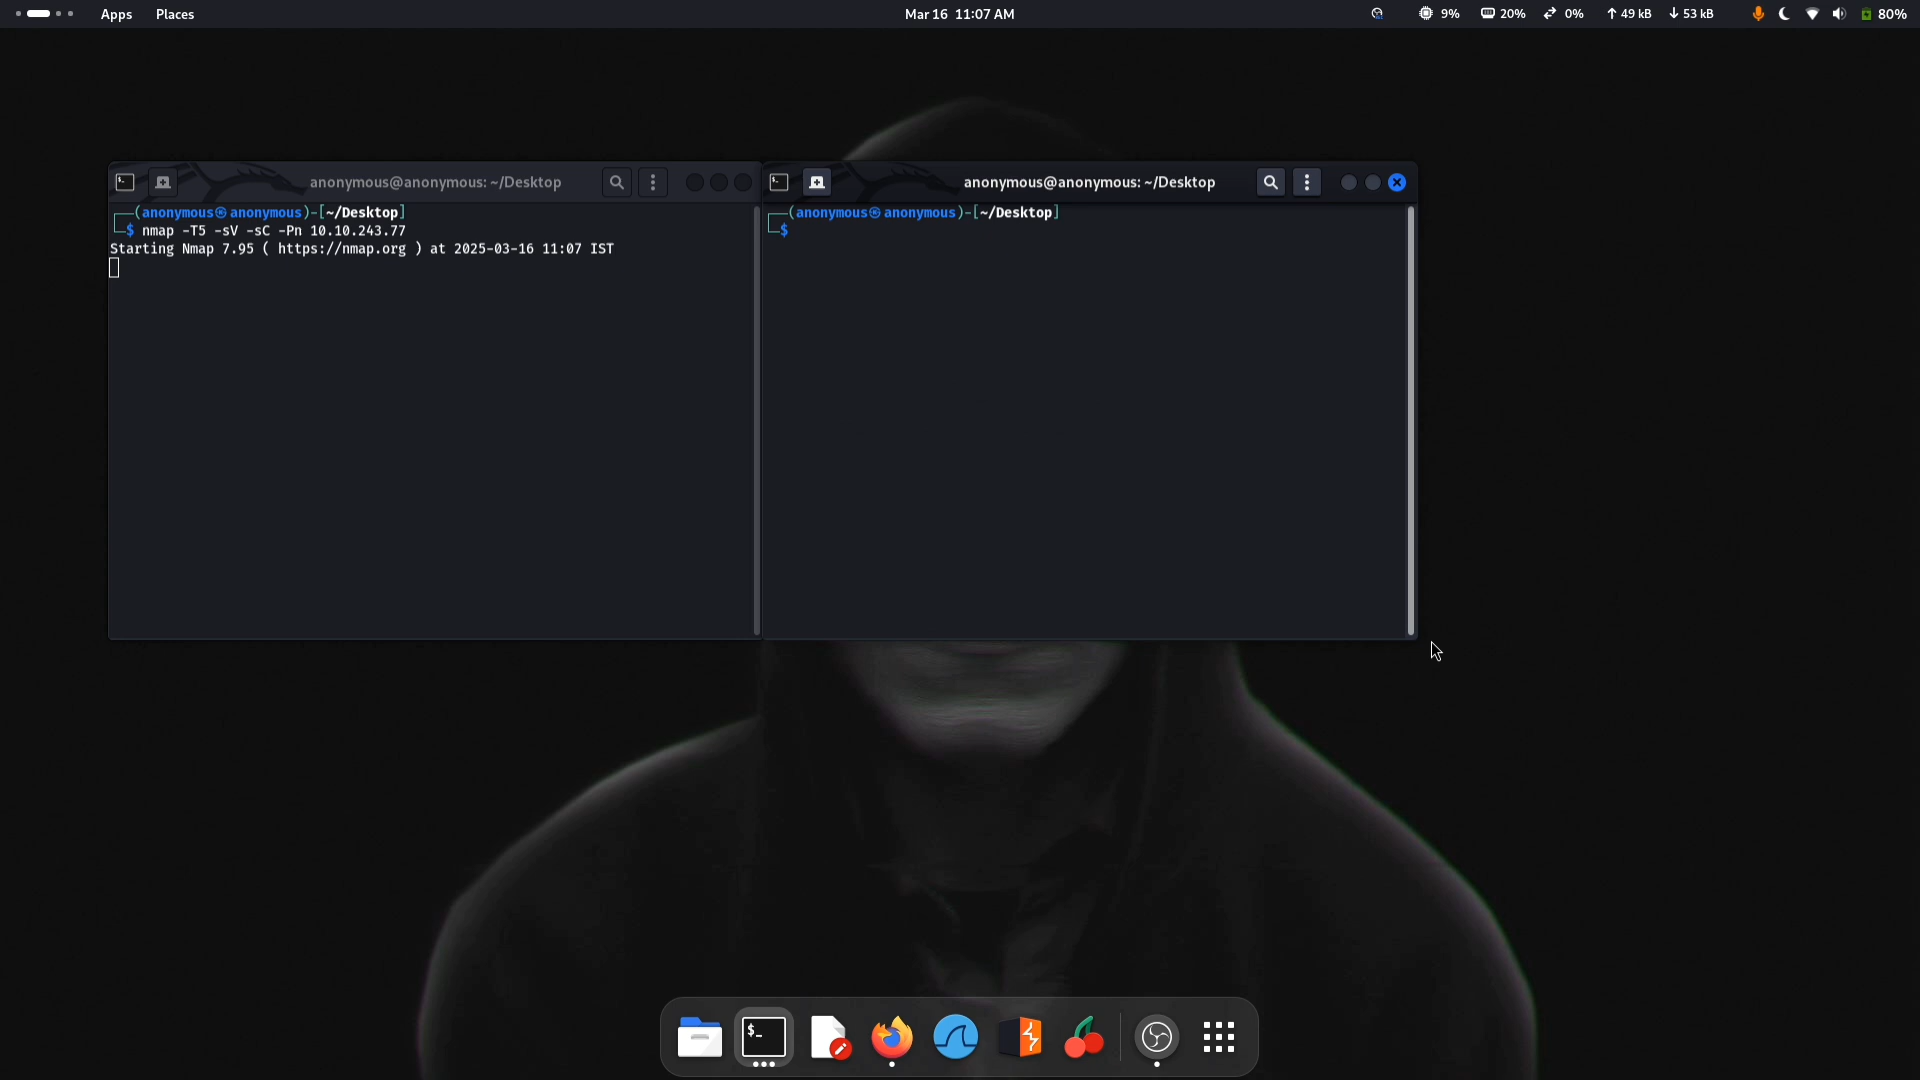 Apps Places Mar 16 11:07 AM 9% 20% 0% 49 kB 53 kB 80%
anonymous@anonymous: ~/Desktop
┌──(anonymous㉿anonymous)-[~/Desktop]
└─$ nmap -T5 -sV -sC -Pn 10.10.243.77
Starting Nmap 7.95 ( https://nmap.org ) at 2025-03-16 11:07 IST
anonymous@anonymous: ~/Desktop
┌──(anonymous㉿anonymous)-[~/Desktop]
└─$
$_